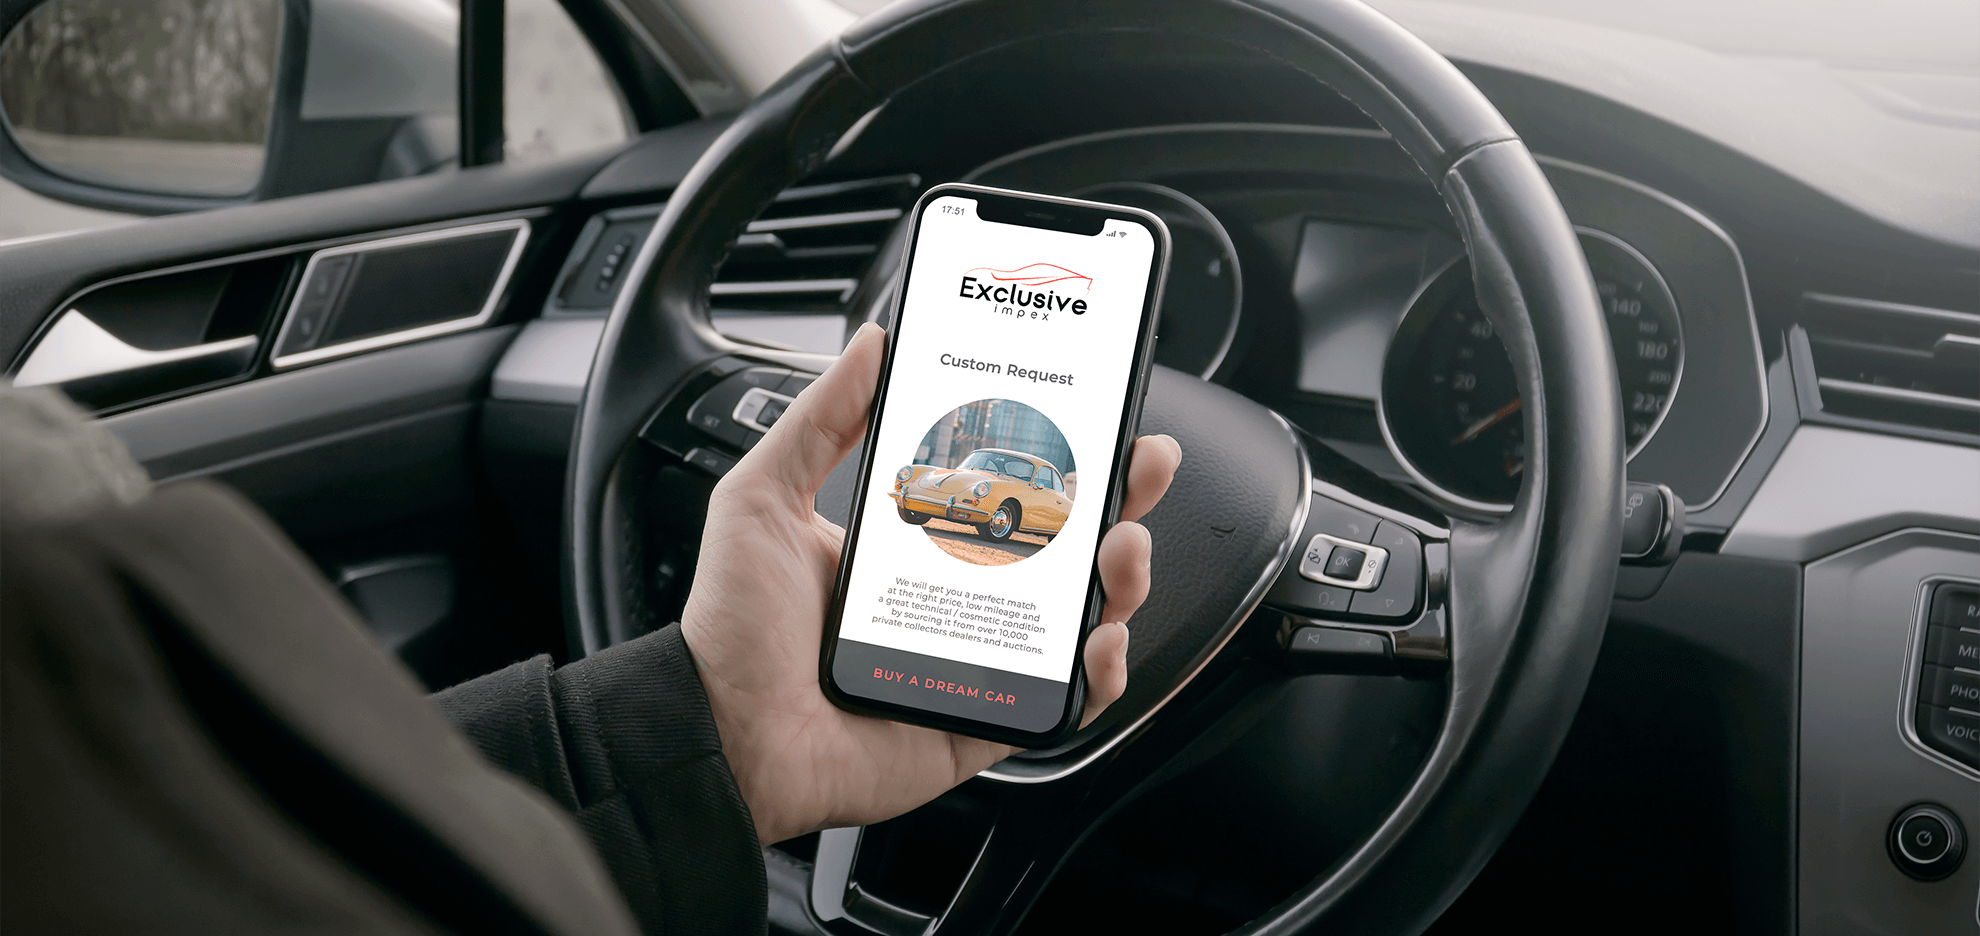 17:51
Exclusive
impex
Custom Request
We will get you a perfect match
at the right price, low mileage and
a great technical / cosmetic condition
by sourcing it from over 10,000
private collectors dealers and auctions.
BUY A DREAM CAR
SET
OK
20
40
140
160
180
200
220
PHO
VOIC